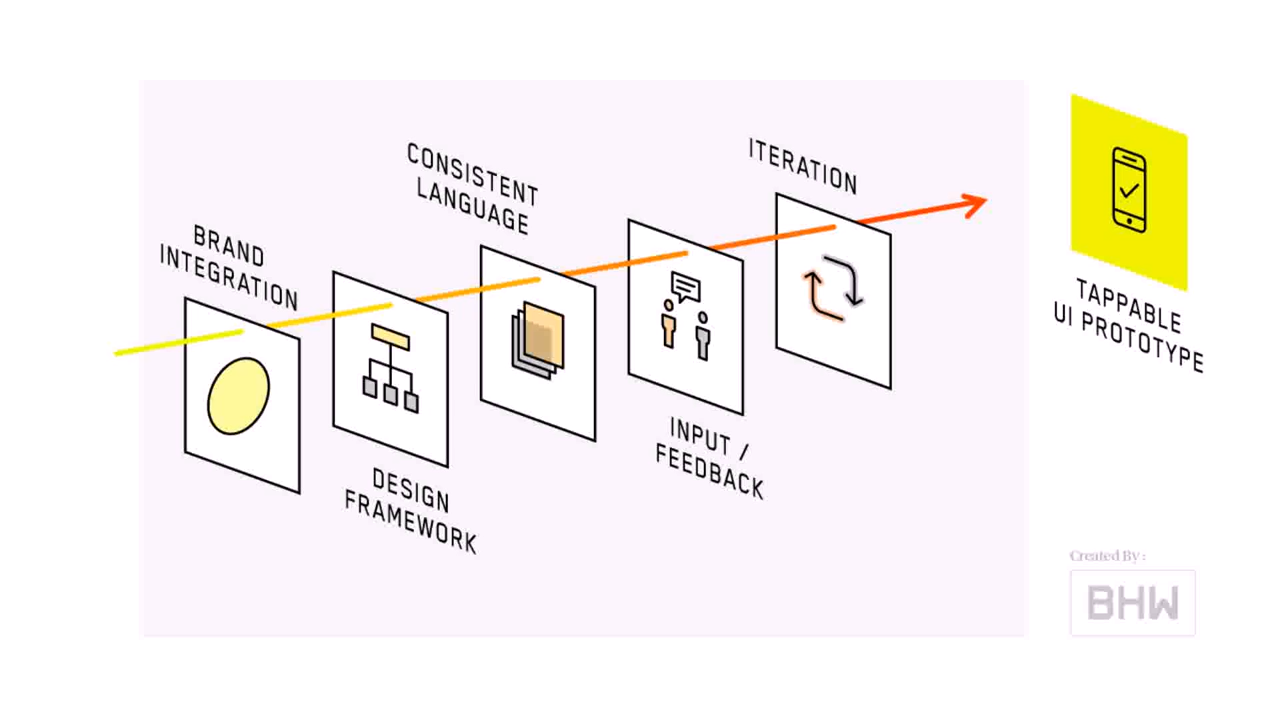 BRAND
INTEGRATION
DESIGN
FRAMEWORK
CONSISTENT
LANGUAGE
INPUT /
FEEDBACK
ITERATION
TAPPABLE
UI PROTOTYPE
Created By :
BHW